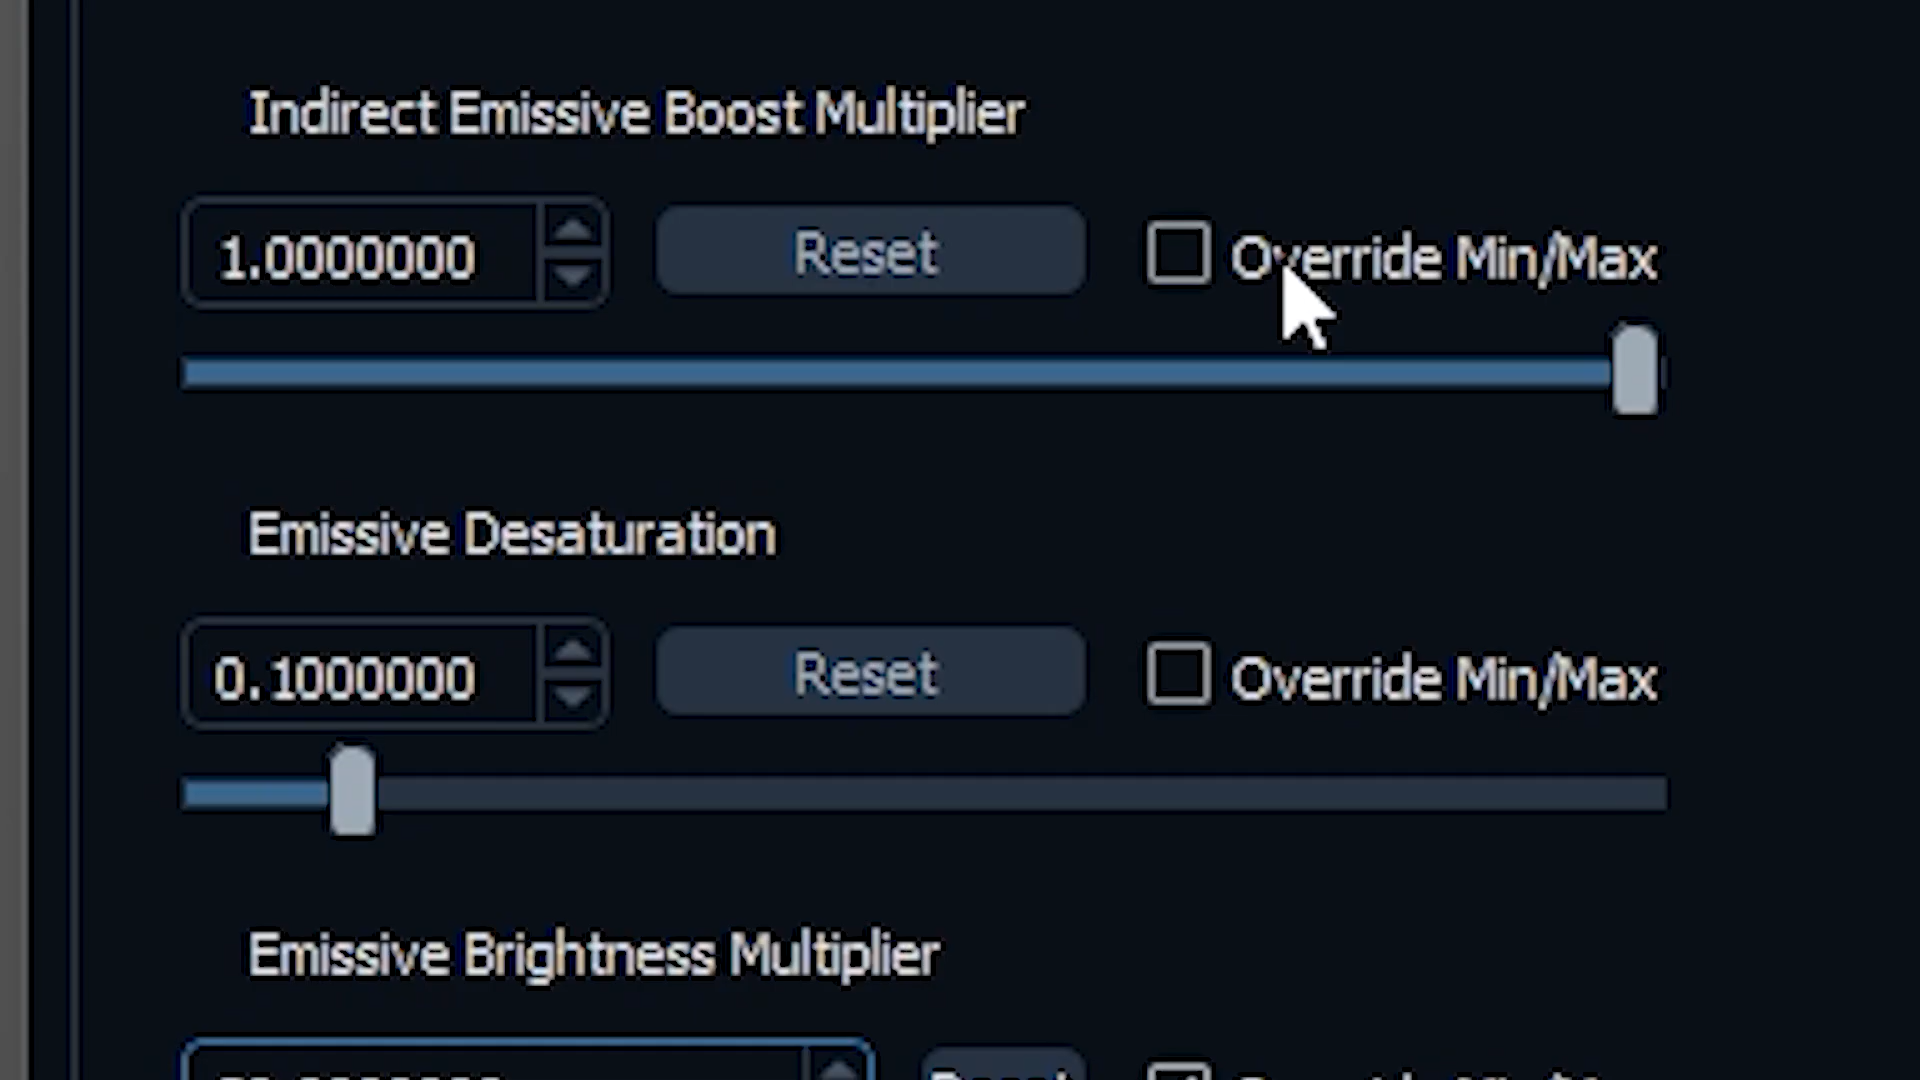 Indirect Emissive Boost Multiplier
1.0000000 Reset Override Min/Max
Emissive Desaturation
0.1000000 Reset Override Min/Max
Emissive Brightness Multiplier